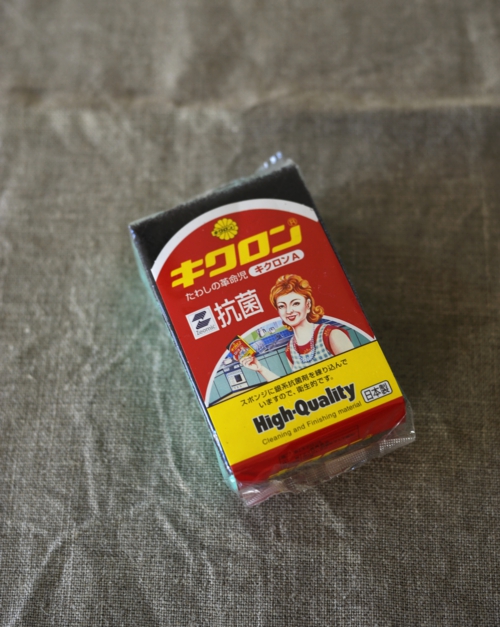 キクロン®
たわしの革命児 キクロンA
抗菌
スポンジに銀系抗菌剤を練り込んで
いますので、衛生的です。
High-Quality 日本製
Cleaning and Finishing material